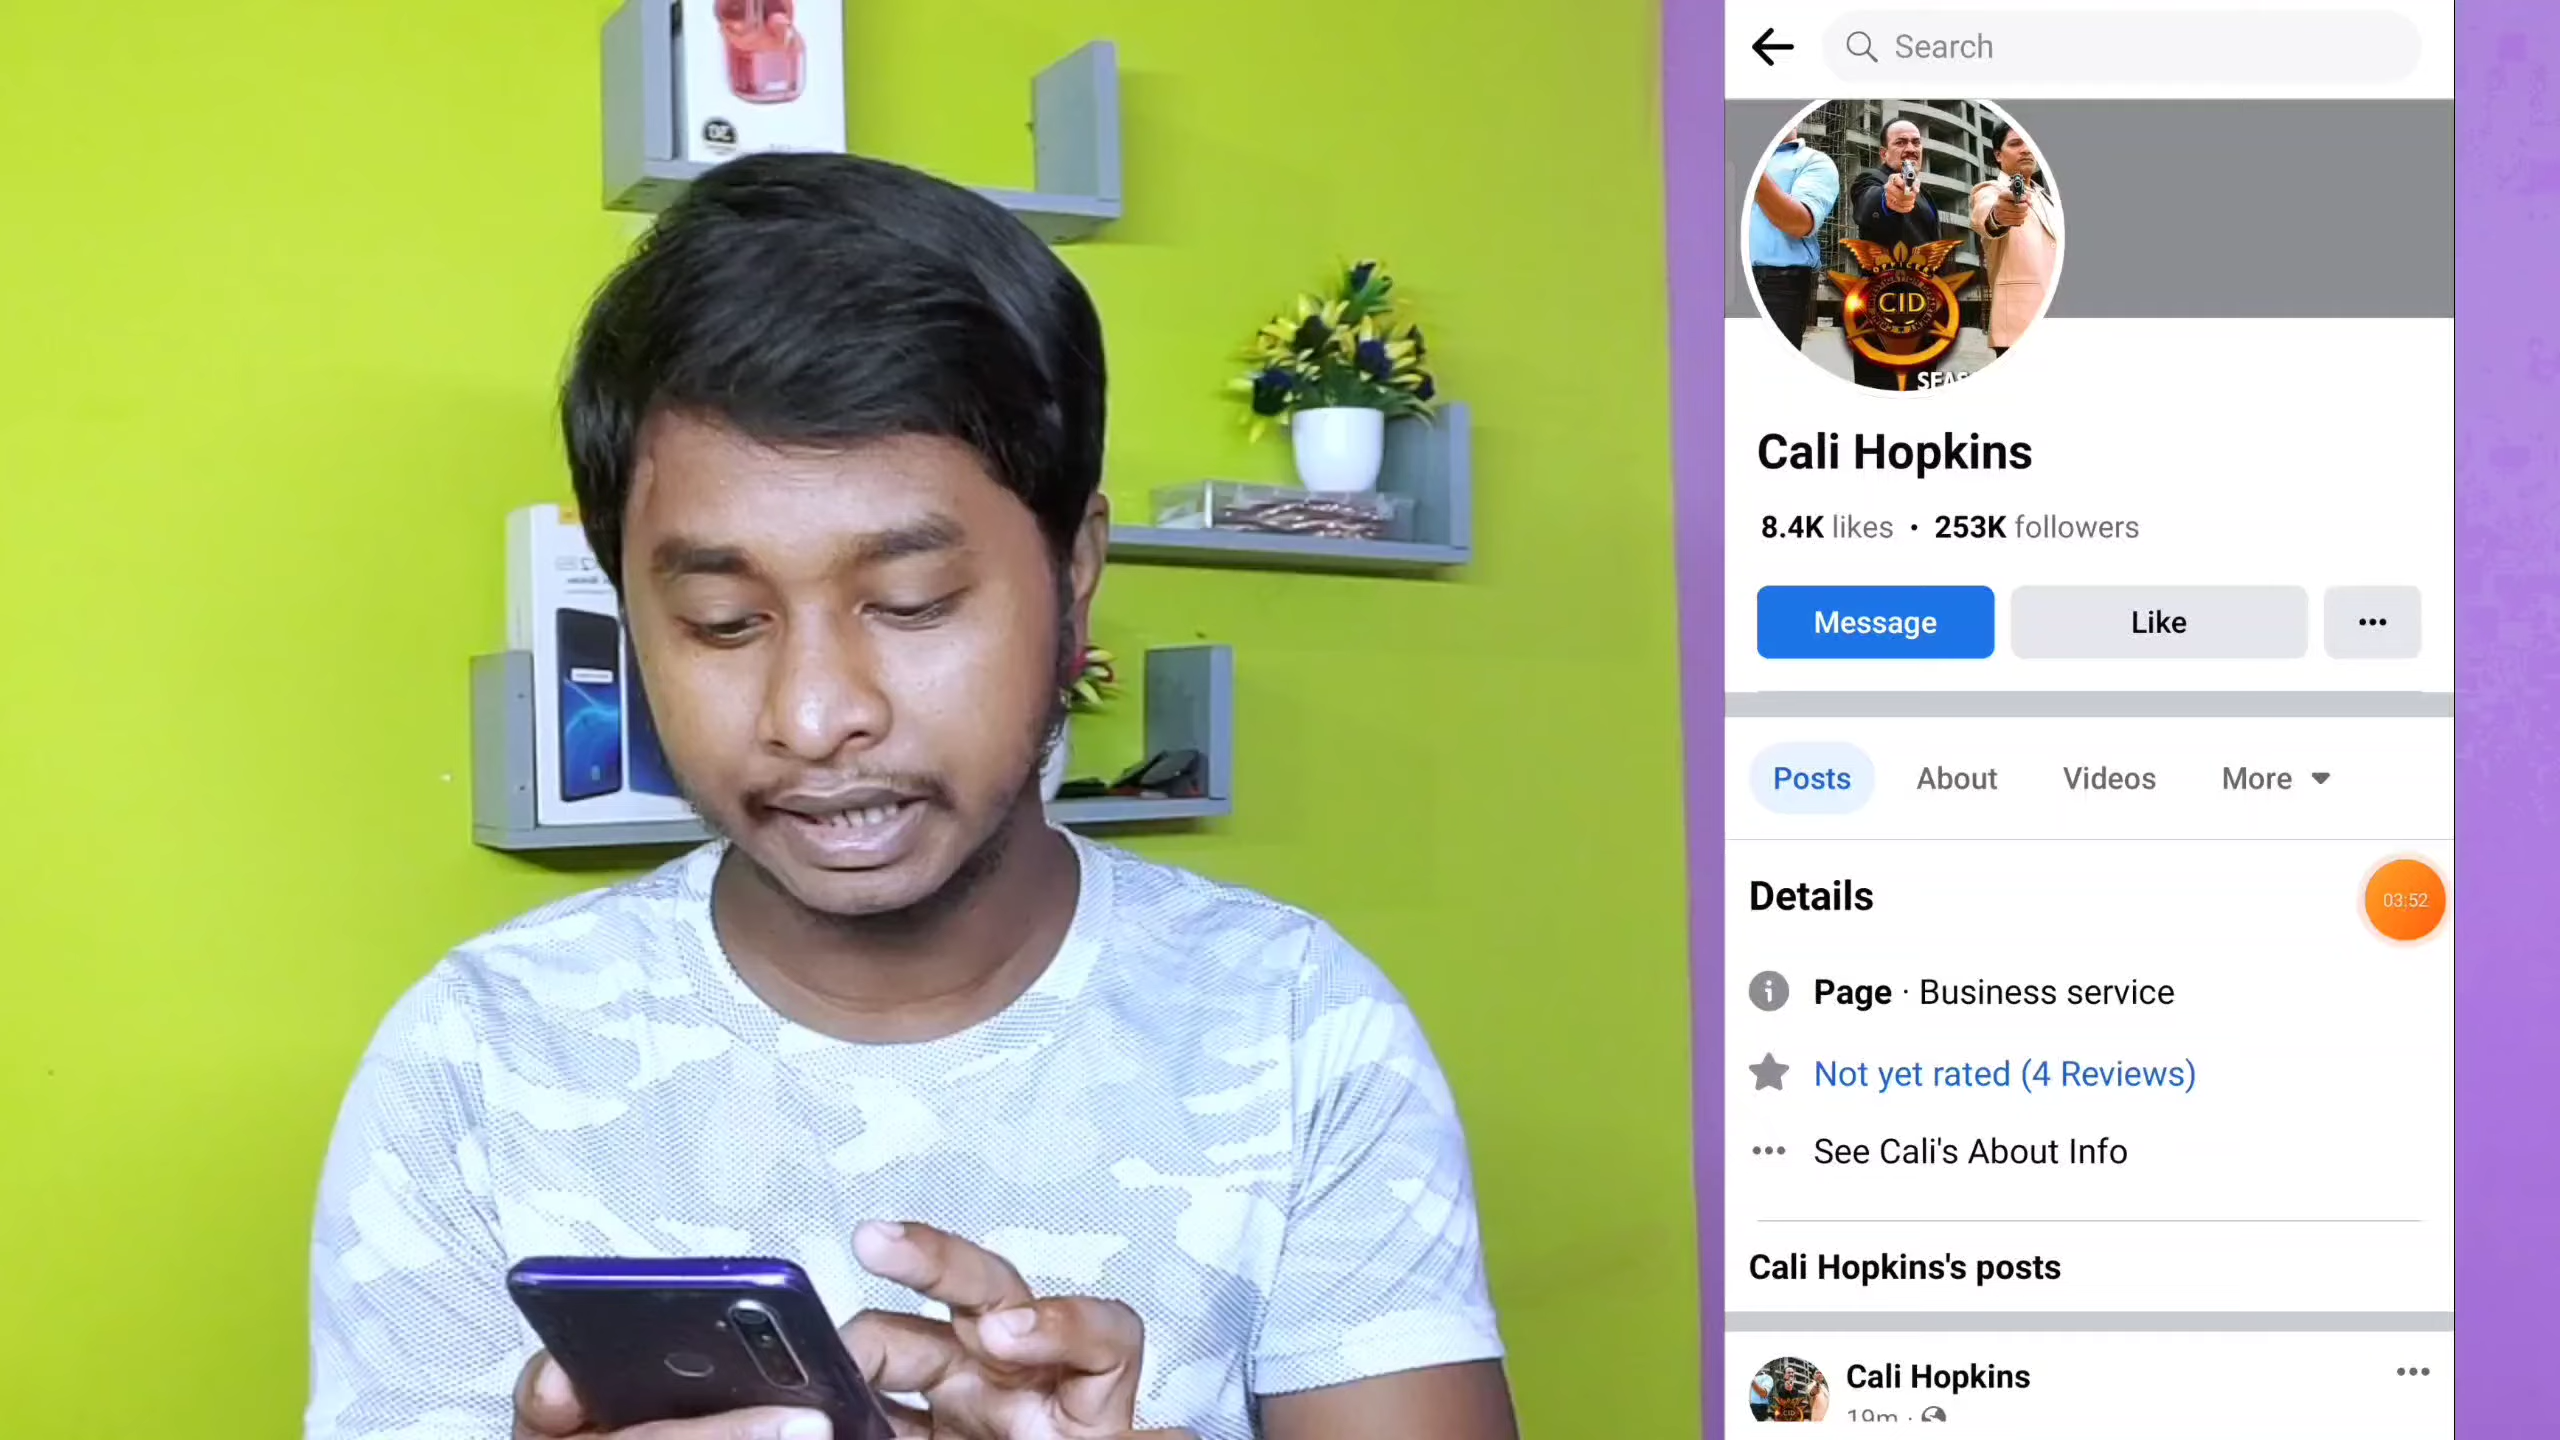 Search
CID
Cali Hopkins
8.4K likes • 253K followers
Message
Like
Posts
About
Videos
More
Details
03:52
Page · Business service
Not yet rated (4 Reviews)
See Cali's About Info
Cali Hopkins's posts
Cali Hopkins
19m ·